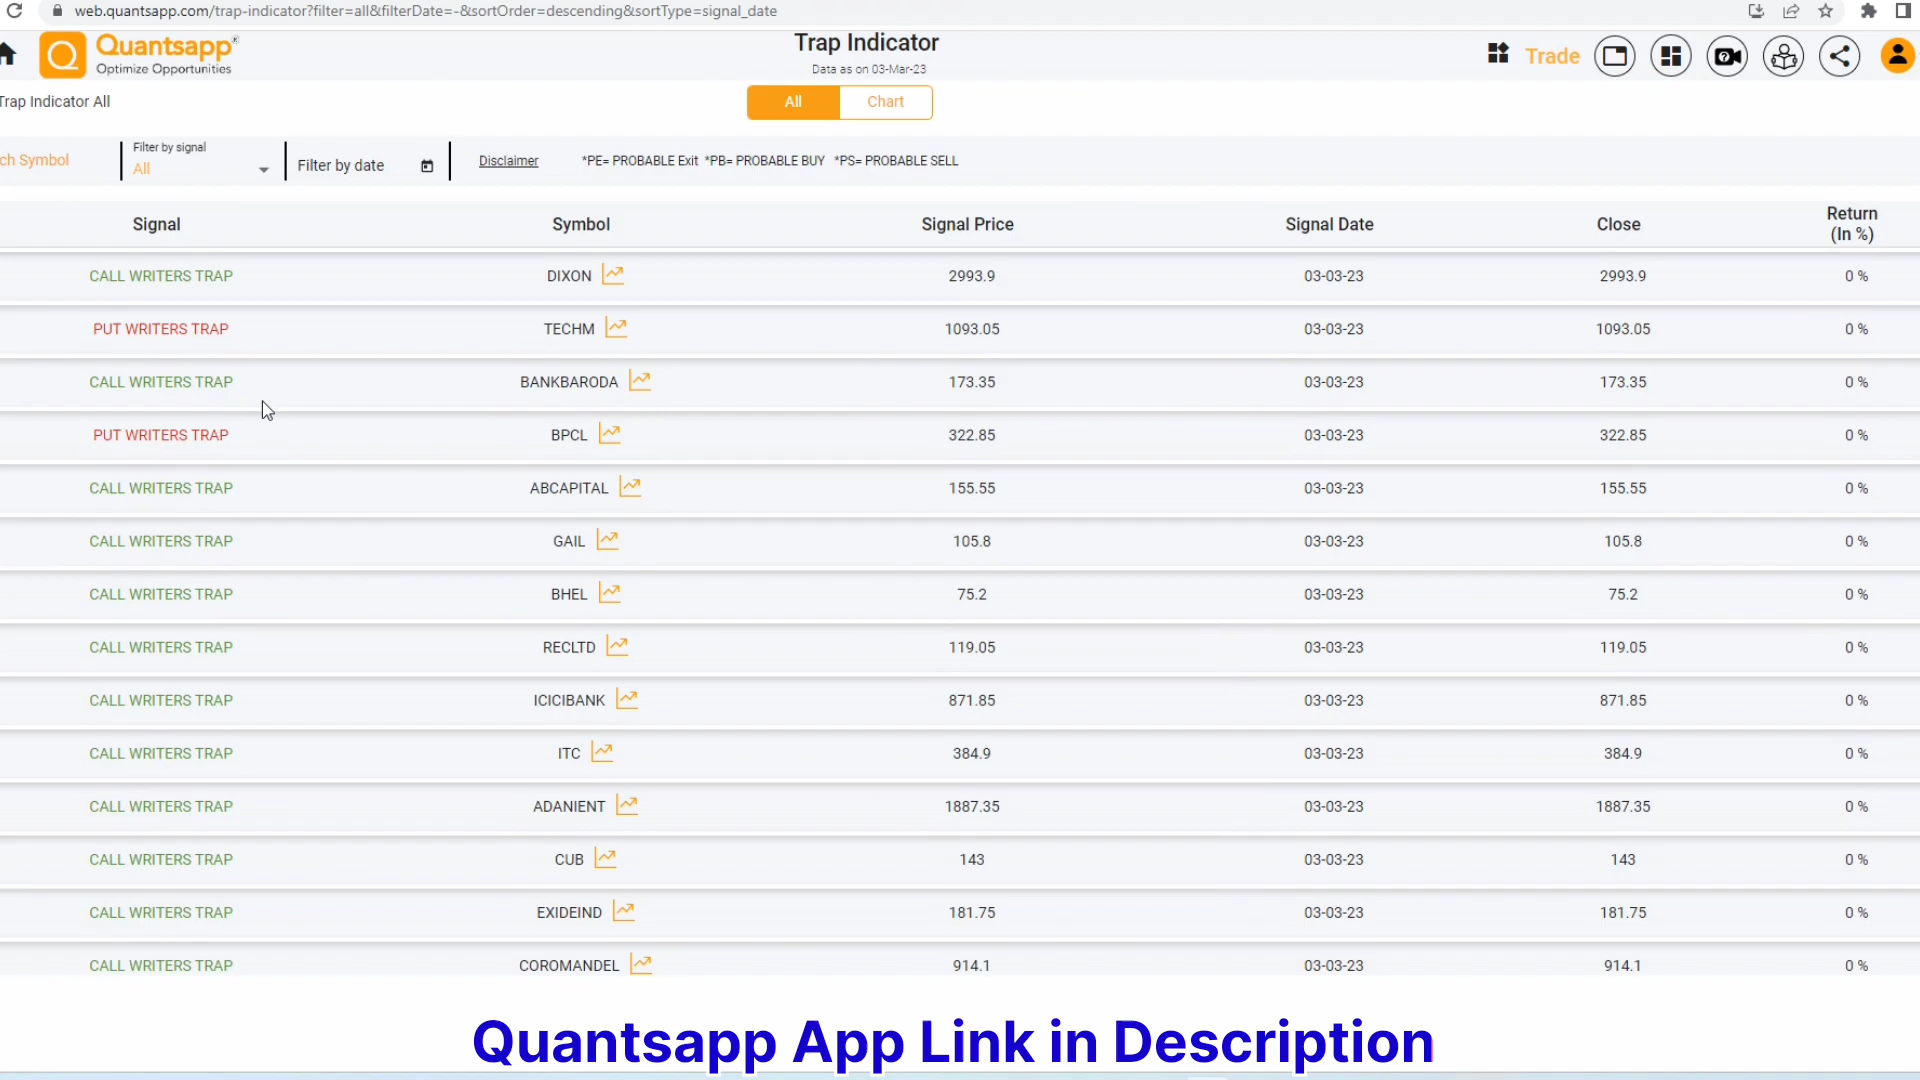 web.quantsapp.com/trap-indicator?filter=all&filterDate=-&sortOrder=descending&sortType=signal_date
Quantsapp®
Optimize Opportunities
Trap Indicator
Data as on 03-Mar-23
Trade
Trap Indicator All
All Chart
ch Symbol
Filter by signal
All
Filter by date
Disclaimer
*PE= PROBABLE Exit *PB= PROBABLE BUY *PS= PROBABLE SELL
Signal Symbol Signal Price Signal Date Close Return (In %)
CALL WRITERS TRAP DIXON 2993.9 03-03-23 2993.9 0 %
PUT WRITERS TRAP TECHM 1093.05 03-03-23 1093.05 0 %
CALL WRITERS TRAP BANKBARODA 173.35 03-03-23 173.35 0 %
PUT WRITERS TRAP BPCL 322.85 03-03-23 322.85 0 %
CALL WRITERS TRAP ABCAPITAL 155.55 03-03-23 155.55 0 %
CALL WRITERS TRAP GAIL 105.8 03-03-23 105.8 0 %
CALL WRITERS TRAP BHEL 75.2 03-03-23 75.2 0 %
CALL WRITERS TRAP RECLTD 119.05 03-03-23 119.05 0 %
CALL WRITERS TRAP ICICIBANK 871.85 03-03-23 871.85 0 %
CALL WRITERS TRAP ITC 384.9 03-03-23 384.9 0 %
CALL WRITERS TRAP ADANIENT 1887.35 03-03-23 1887.35 0 %
CALL WRITERS TRAP CUB 143 03-03-23 143 0 %
CALL WRITERS TRAP EXIDEIND 181.75 03-03-23 181.75 0 %
CALL WRITERS TRAP COROMANDEL 914.1 03-03-23 914.1 0 %
Quantsapp App Link in Description